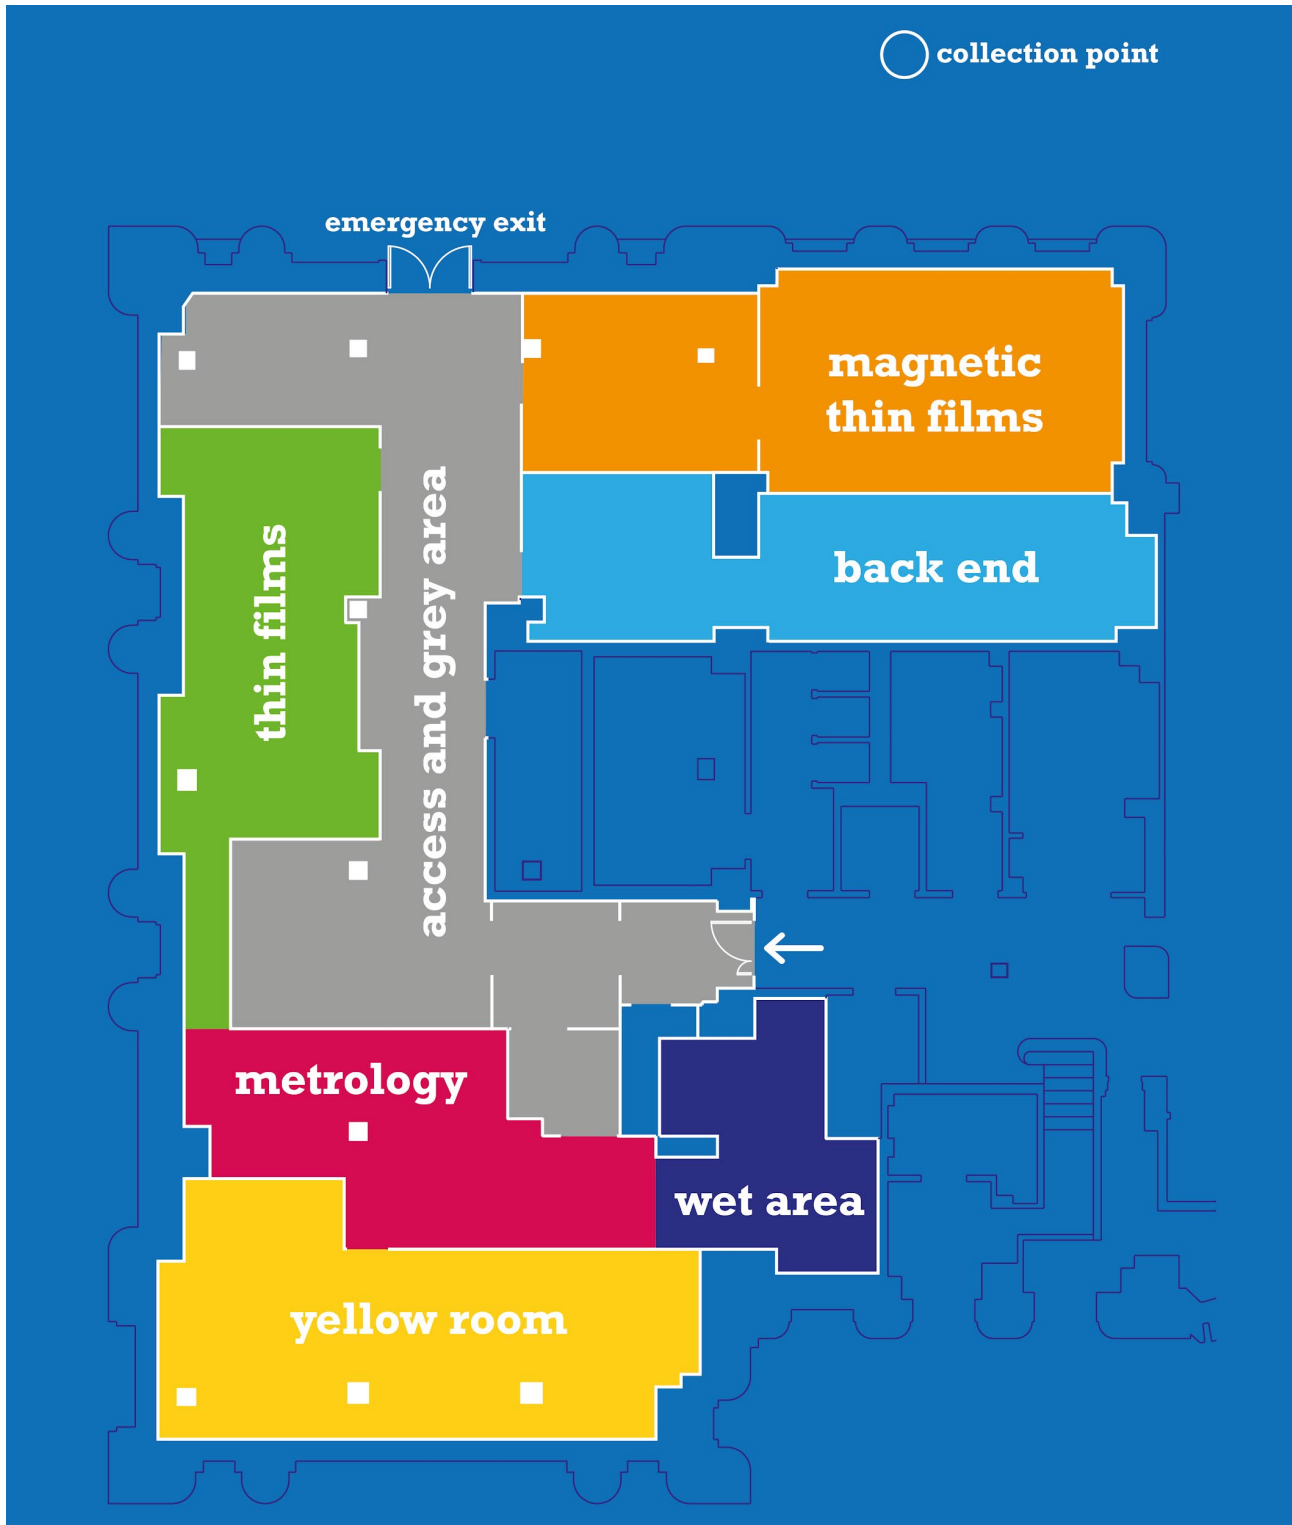 collection point
emergency exit
magnetic
thin films
back end
thin films
access and grey area
metrology
wet area
yellow room